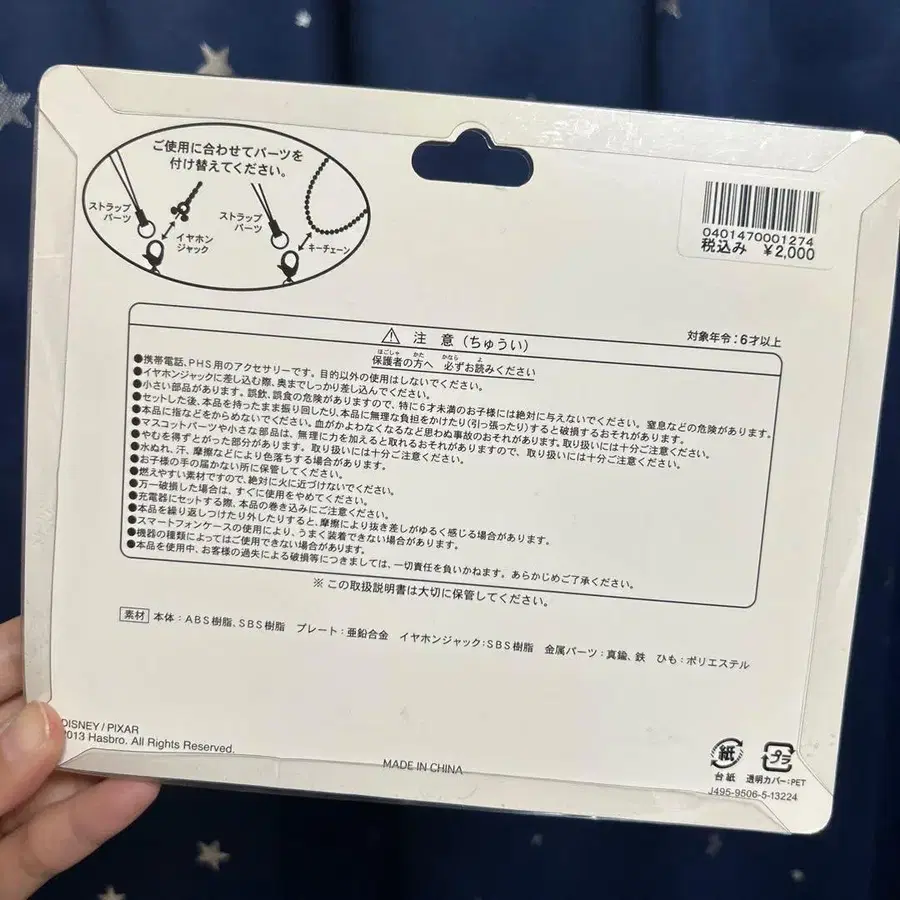 ご使用に合わせてパーツを
付け替えてください。
ストラップ
パーツ
イヤホン
ジャック
ストラップ
パーツ
キーチェーン
0401470001274
税込み ¥2,000
対象年令:6才以上
⚠ 注 意 (ちゅうい)
保護者の方へ 必ずお読みください
ほごしゃ かた かなら よ
●携帯電話、PHS用のアクセサリーです。目的以外の使用はしないでください。
●イヤホンジャックに差し込む際、奥までしっかり差し込んでください。
●小さい部品があります。誤飲、誤食の危険がありますので、特に6才未満のお子様には絶対に与えないでください。窒息などの危険があります。
●セットした後、本品を持ったまま振り回したり、本品に無理な負担をかけたり(引っ張ったり)すると破損するおそれがあります。
●本品に指などをからめないでください。血がかよわなくなるなど思わぬ事故のおそれがあります。取り扱いには十分ご注意ください。
●マスコットパーツや小さな部品は、無理に力を加えると取れるおそれがありますので、取り扱いには十分ご注意ください。
●やむを得ずとがった部分があります。取り扱いには十分ご注意ください。
●水ぬれ、汗、摩擦などにより色落ちする場合があります。
●お子様の手の届かない所に保管してください。
●燃えやすい素材ですので、絶対に火に近づけないでください。
●万一破損した場合は、すぐに使用をやめてください。
●充電器にセットする際、本品の巻き込みにご注意ください。
●本品を繰り返しつけたり外したりすると、摩擦により抜き差しがゆるく感じる場合があります。
●スマートフォンケースの使用により、うまく装着できない場合があります。
●機器の種類によってはご使用できない場合があります。
●本品を使用中、お客様の過失による破損等につきましては、一切責任を負いかねます。あらかじめご了承ください。
※ この取扱説明書は大切に保管してください。
素材 本体:ABS樹脂、SBS樹脂 プレート:亜鉛合金 イヤホンジャック:SBS樹脂 金属パーツ:真鍮、鉄 ひも:ポリエステル
DISNEY/PIXAR
2013 Hasbro. All Rights Reserved.
MADE IN CHINA
紙
台紙
プラ
透明カバー:PET
J495-9506-5-13224